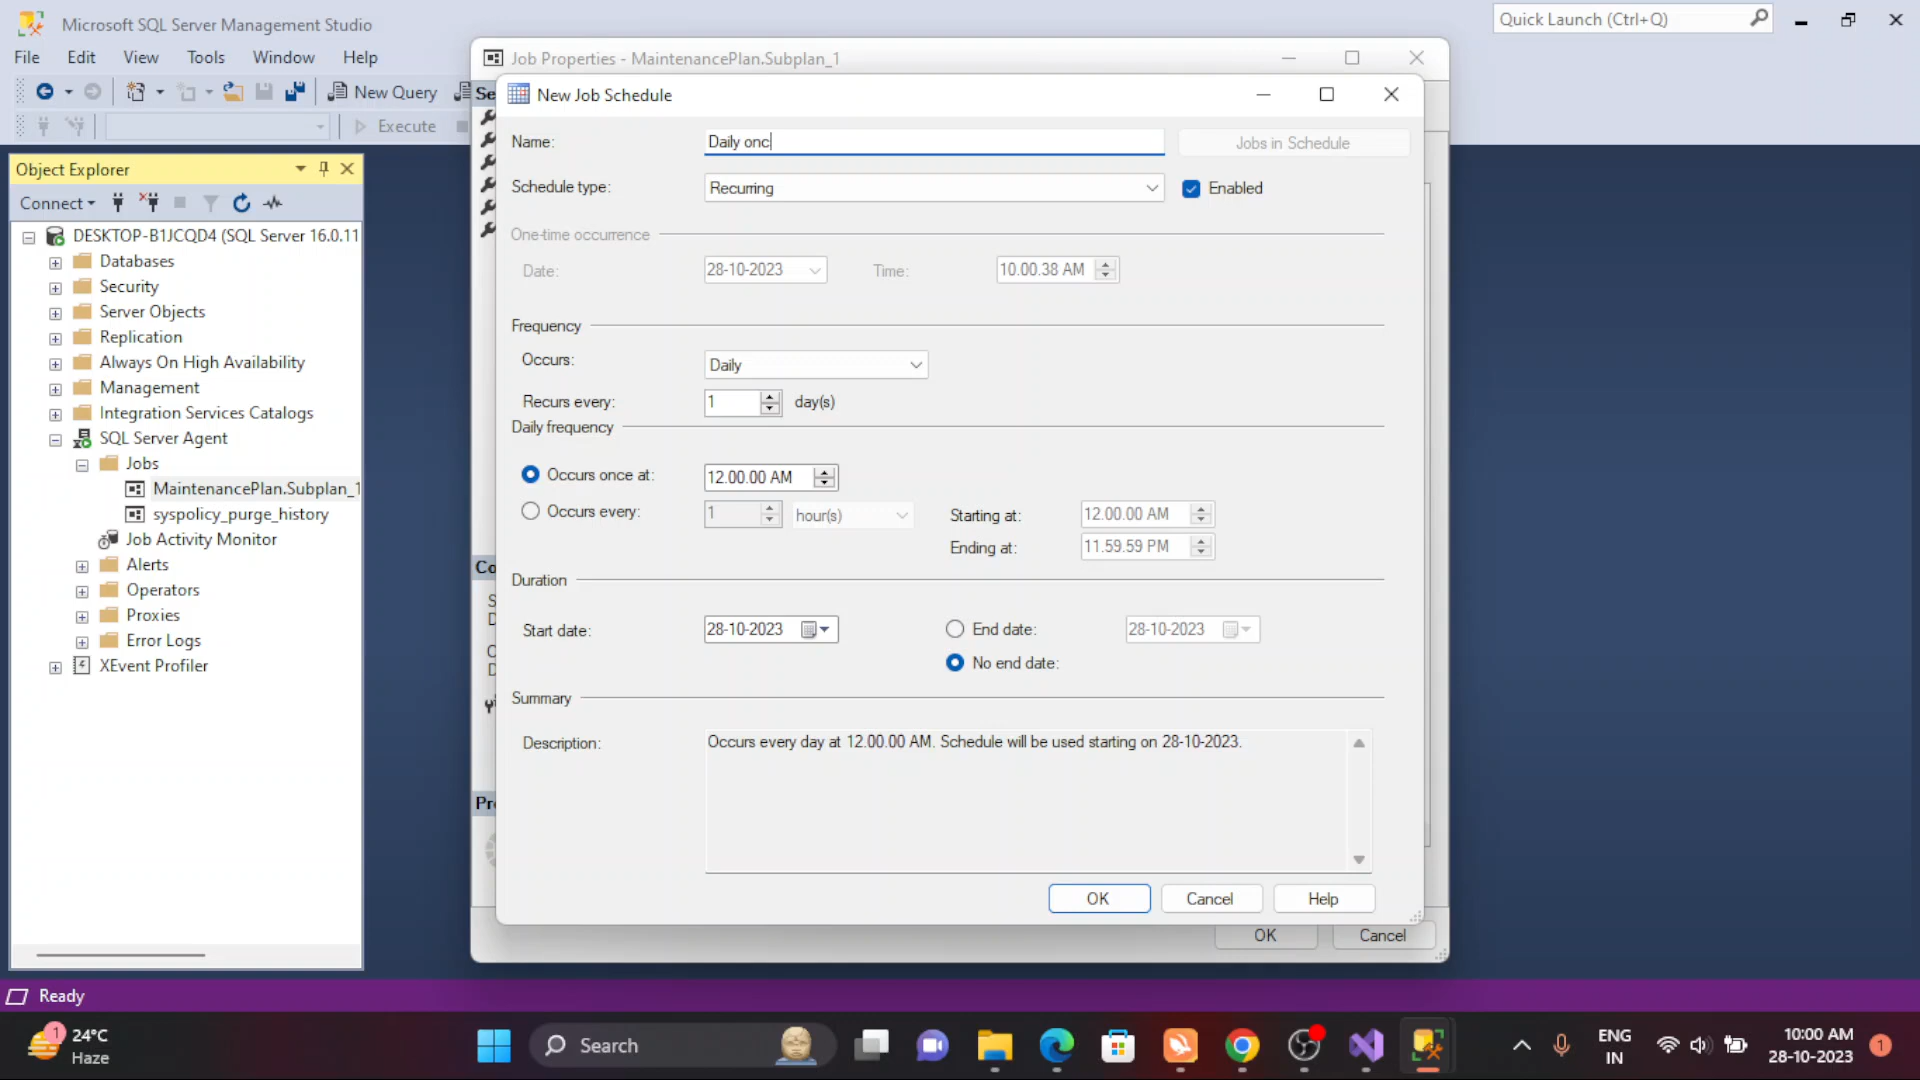 Microsoft SQL Server Management Studio
Quick Launch (Ctrl+Q)
File Edit View Tools Window Help
New Query
Execute
Job Properties - MaintenancePlan.Subplan_1
Se
New Job Schedule
Name: Daily onc Jobs in Schedule
Schedule type: Recurring Enabled
One-time occurrence
Date: 28-10-2023 Time: 10.00.38 AM
Frequency
Occurs: Daily
Recurs every: 1 day(s)
Daily frequency
Occurs once at: 12.00.00 AM
Occurs every: 1 hour(s) Starting at: 12.00.00 AM
Ending at: 11.59.59 PM
Duration
Start date: 28-10-2023 End date: 28-10-2023
No end date:
Summary
Description: Occurs every day at 12.00.00 AM. Schedule will be used starting on 28-10-2023.
OK Cancel Help
Co
S
D
C
D
Pr
OK Cancel
Object Explorer
Connect
DESKTOP-B1JCQD4 (SQL Server 16.0.11
Databases
Security
Server Objects
Replication
Always On High Availability
Management
Integration Services Catalogs
SQL Server Agent
Jobs
MaintenancePlan.Subplan_1
syspolicy_purge_history
Job Activity Monitor
Alerts
Operators
Proxies
Error Logs
XEvent Profiler
Ready
1 24°C
Haze
Search
ENG
IN
10:00 AM
28-10-2023
1